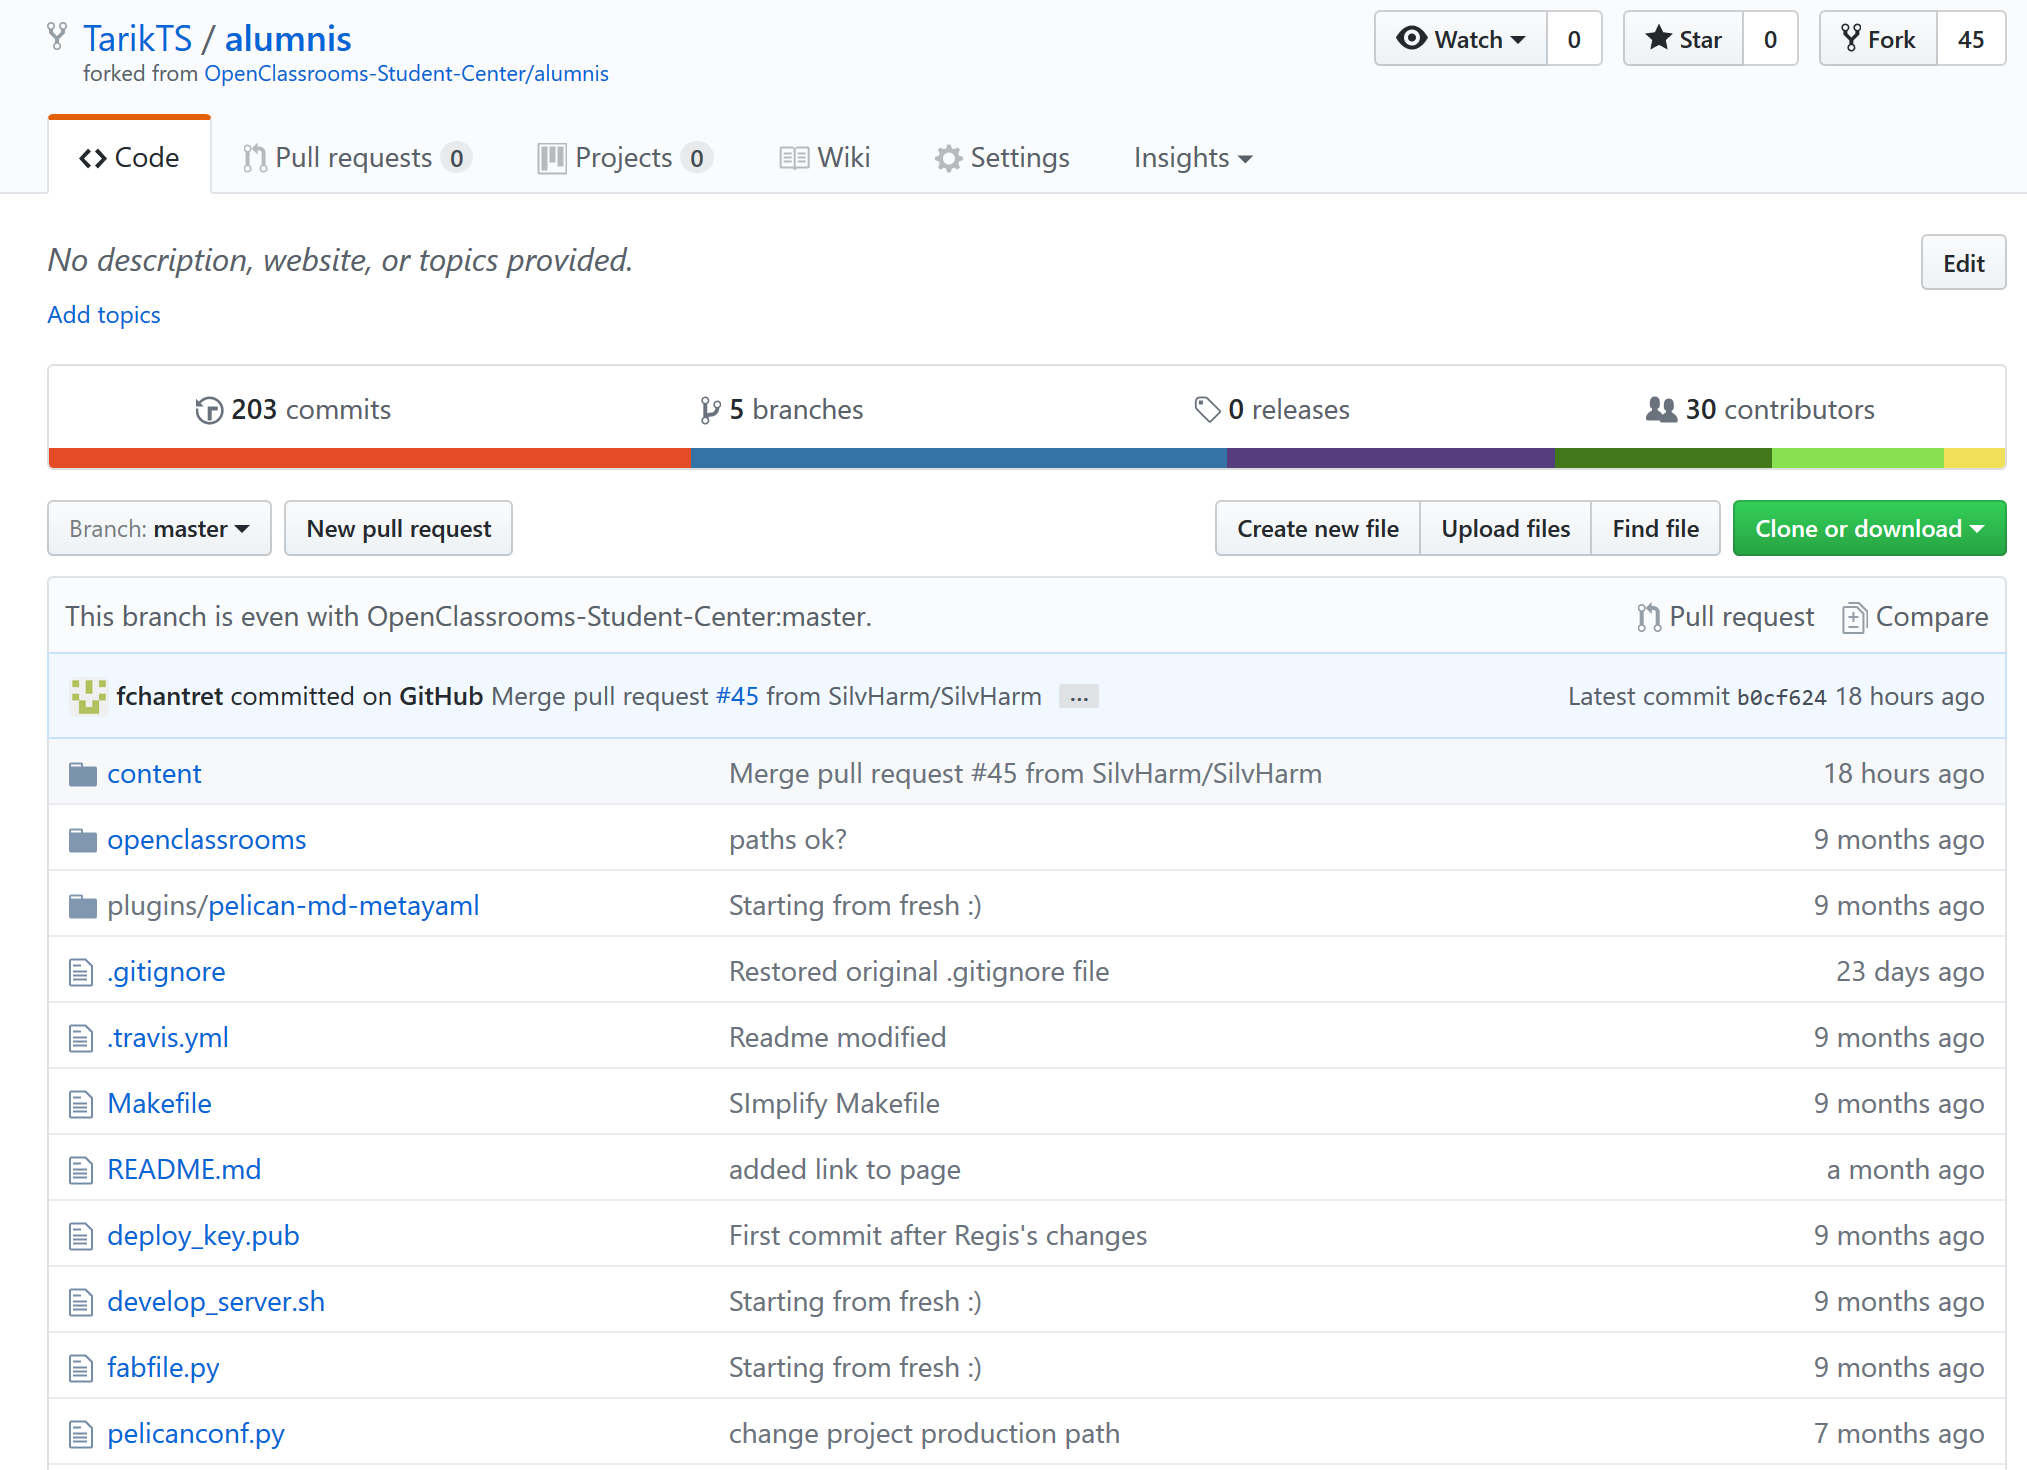 TarikTS / alumnis
forked from OpenClassrooms-Student-Center/alumnis
Watch 0 Star 0 Fork 45
Code Pull requests 0 Projects 0 Wiki Settings Insights
No description, website, or topics provided.
Edit
Add topics
203 commits 5 branches 0 releases 30 contributors
Branch: master New pull request Create new file Upload files Find file Clone or download
This branch is even with OpenClassrooms-Student-Center:master. Pull request Compare
fchantret committed on GitHub Merge pull request #45 from SilvHarm/SilvHarm ... Latest commit b0cf624 18 hours ago
content Merge pull request #45 from SilvHarm/SilvHarm 18 hours ago
openclassrooms paths ok? 9 months ago
plugins/pelican-md-metayaml Starting from fresh :) 9 months ago
.gitignore Restored original .gitignore file 23 days ago
.travis.yml Readme modified 9 months ago
Makefile SImplify Makefile 9 months ago
README.md added link to page a month ago
deploy_key.pub First commit after Regis's changes 9 months ago
develop_server.sh Starting from fresh :) 9 months ago
fabfile.py Starting from fresh :) 9 months ago
pelicanconf.py change project production path 7 months ago